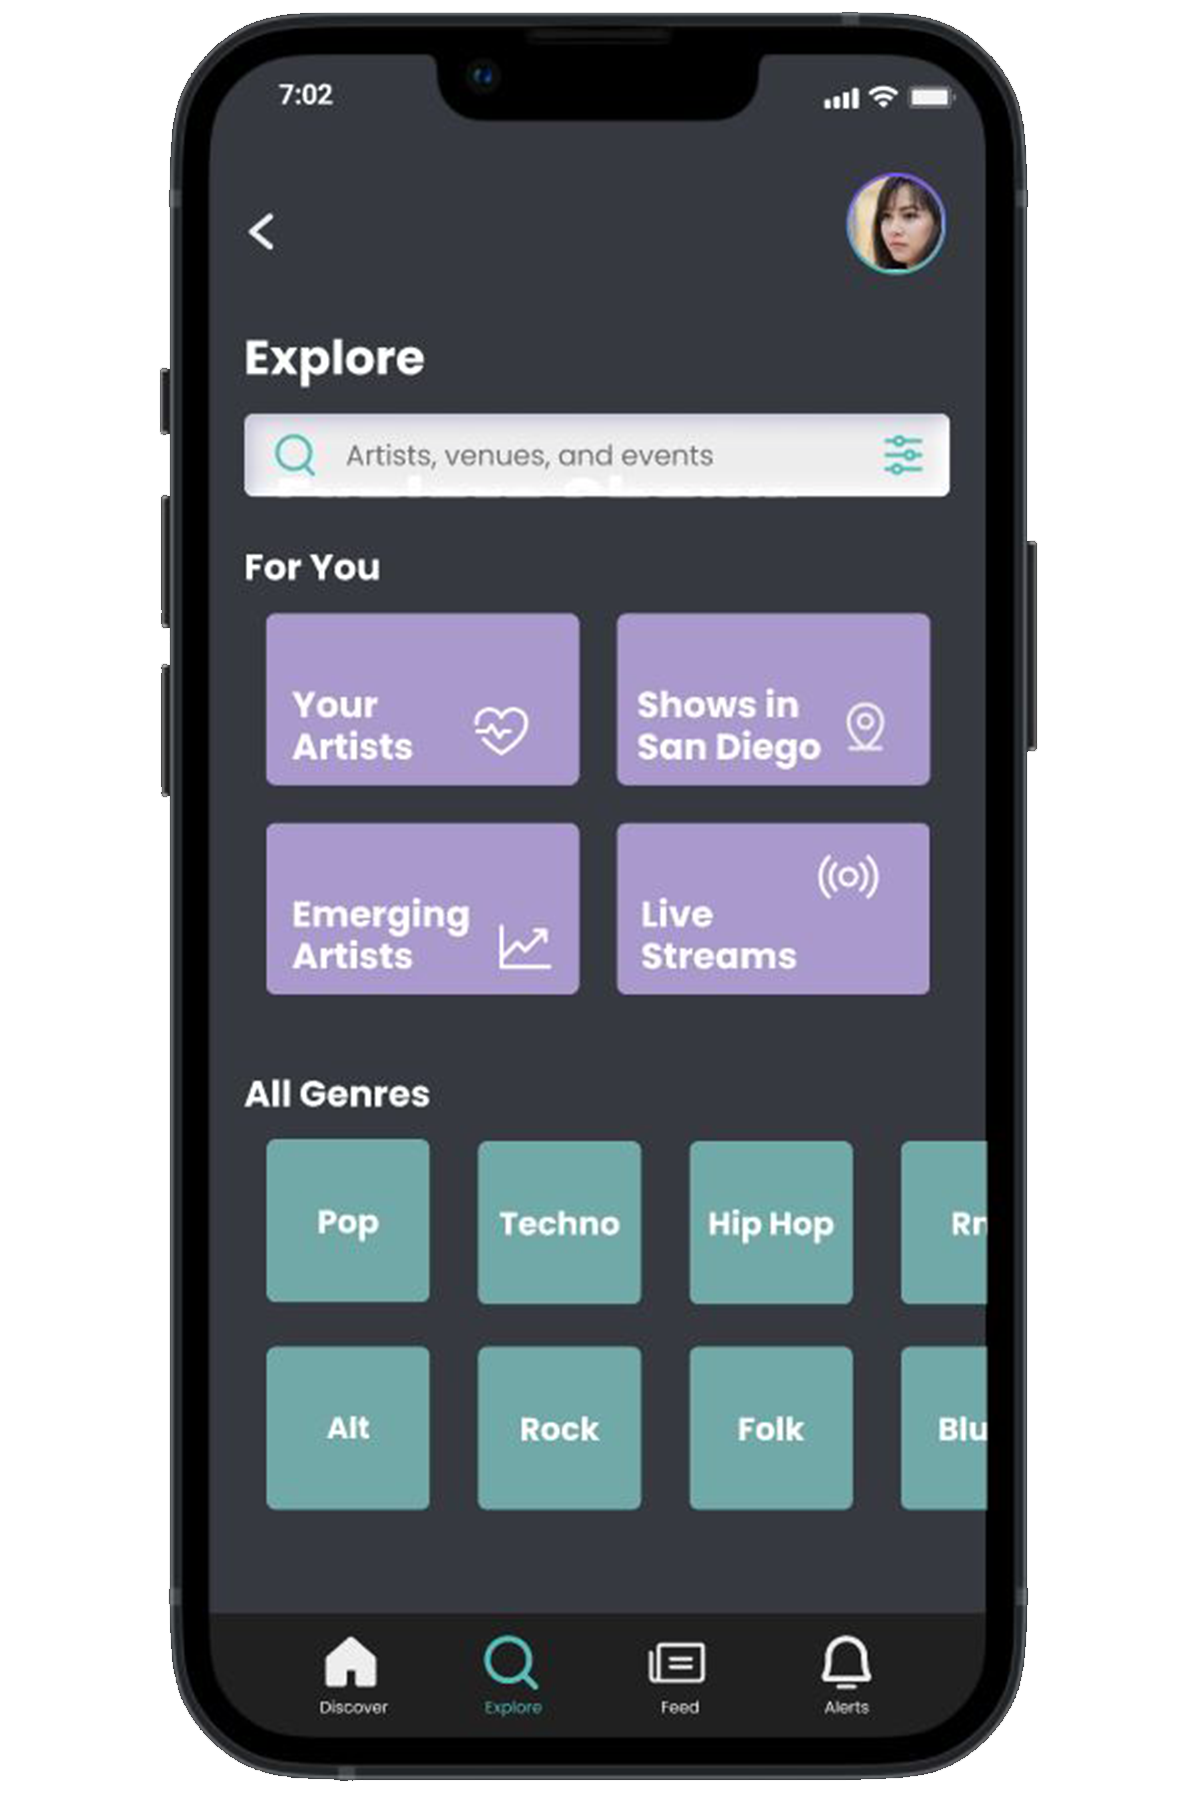 7:02
Explore
Artists, venues, and events
For You
Your
Artists
Shows in
San Diego
Emerging
Artists
Live
Streams
All Genres
Pop
Techno
Hip Hop
Rn
Alt
Rock
Folk
Blu
Discover
Explore
Feed
Alerts